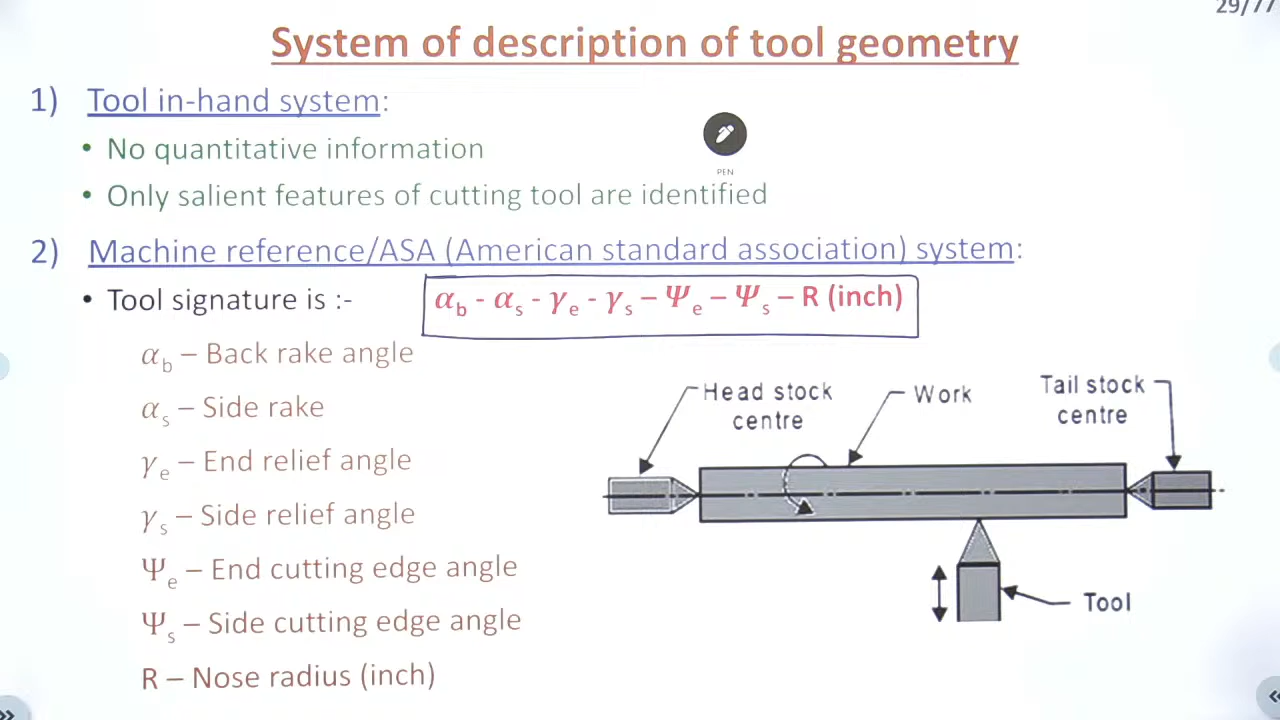 29/77
System of description of tool geometry
1) Tool in-hand system:
• No quantitative information
PEN
• Only salient features of cutting tool are identified
2) Machine reference/ASA (American standard association) system:
• Tool signature is :- α_b - α_s - γ_e - γ_s – Ψ_e – Ψ_s – R (inch)
α_b – Back rake angle
α_s – Side rake
γ_e – End relief angle
γ_s – Side relief angle
Ψ_e – End cutting edge angle
Ψ_s – Side cutting edge angle
R – Nose radius (inch)
Head stock
centre
Work
Tail stock
centre
Tool